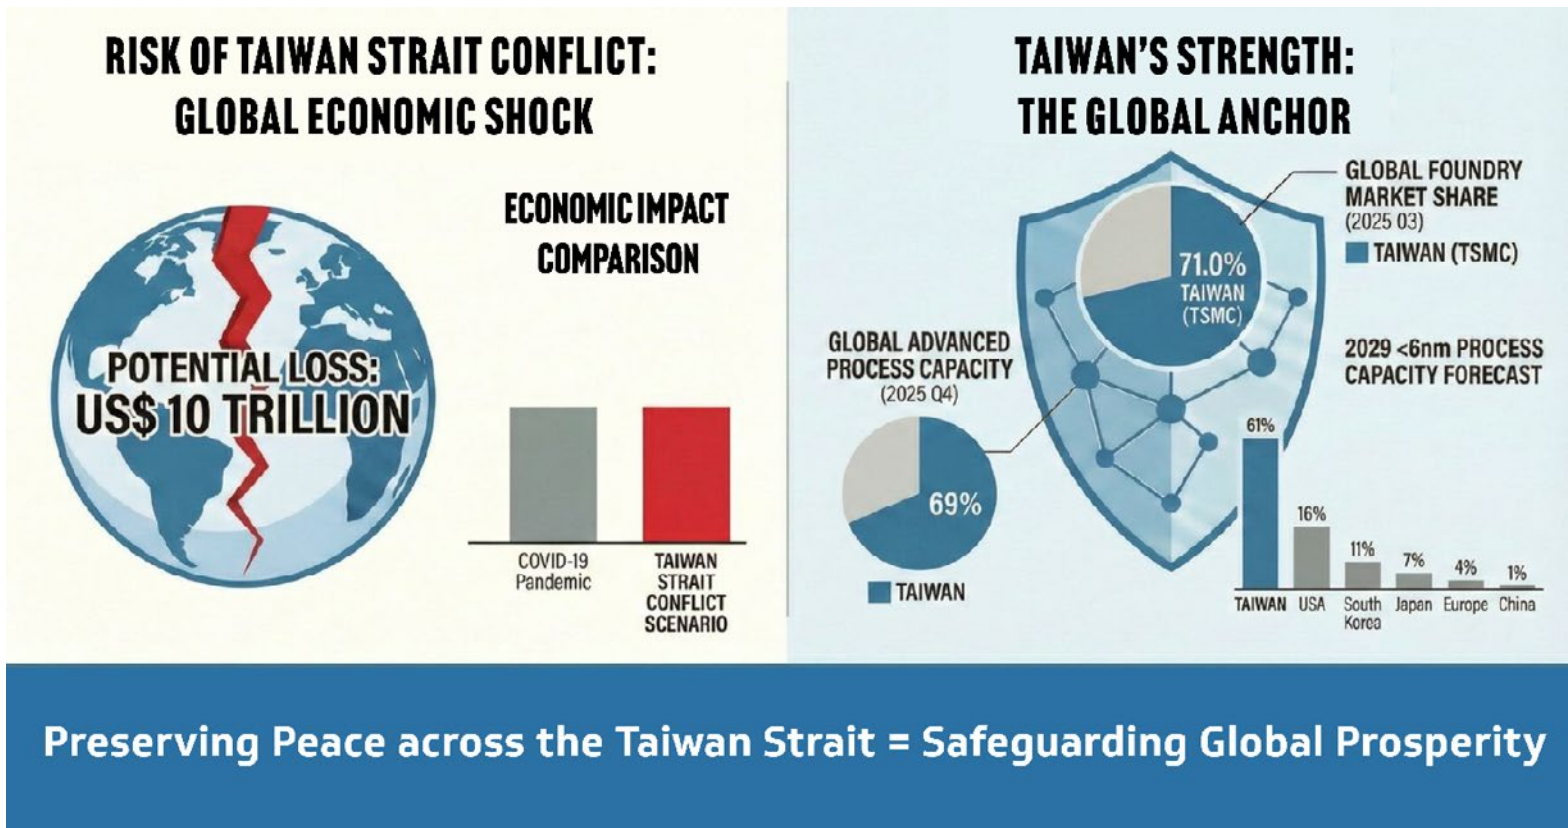 RISK OF TAIWAN STRAIT CONFLICT:
GLOBAL ECONOMIC SHOCK
POTENTIAL LOSS:
US$ 10 TRILLION
ECONOMIC IMPACT
COMPARISON
COVID-19
Pandemic
TAIWAN
STRAIT
CONFLICT
SCENARIO
TAIWAN'S STRENGTH:
THE GLOBAL ANCHOR
GLOBAL FOUNDRY
MARKET SHARE
(2025 Q3)
TAIWAN (TSMC)
71.0%
TAIWAN
(TSMC)
GLOBAL ADVANCED
PROCESS CAPACITY
(2025 Q4)
69%
TAIWAN
2029 <6nm PROCESS
CAPACITY FORECAST
61%
16%
11%
7%
4%
1%
TAIWAN
USA
South
Korea
Japan
Europe
China
Preserving Peace across the Taiwan Strait = Safeguarding Global Prosperity